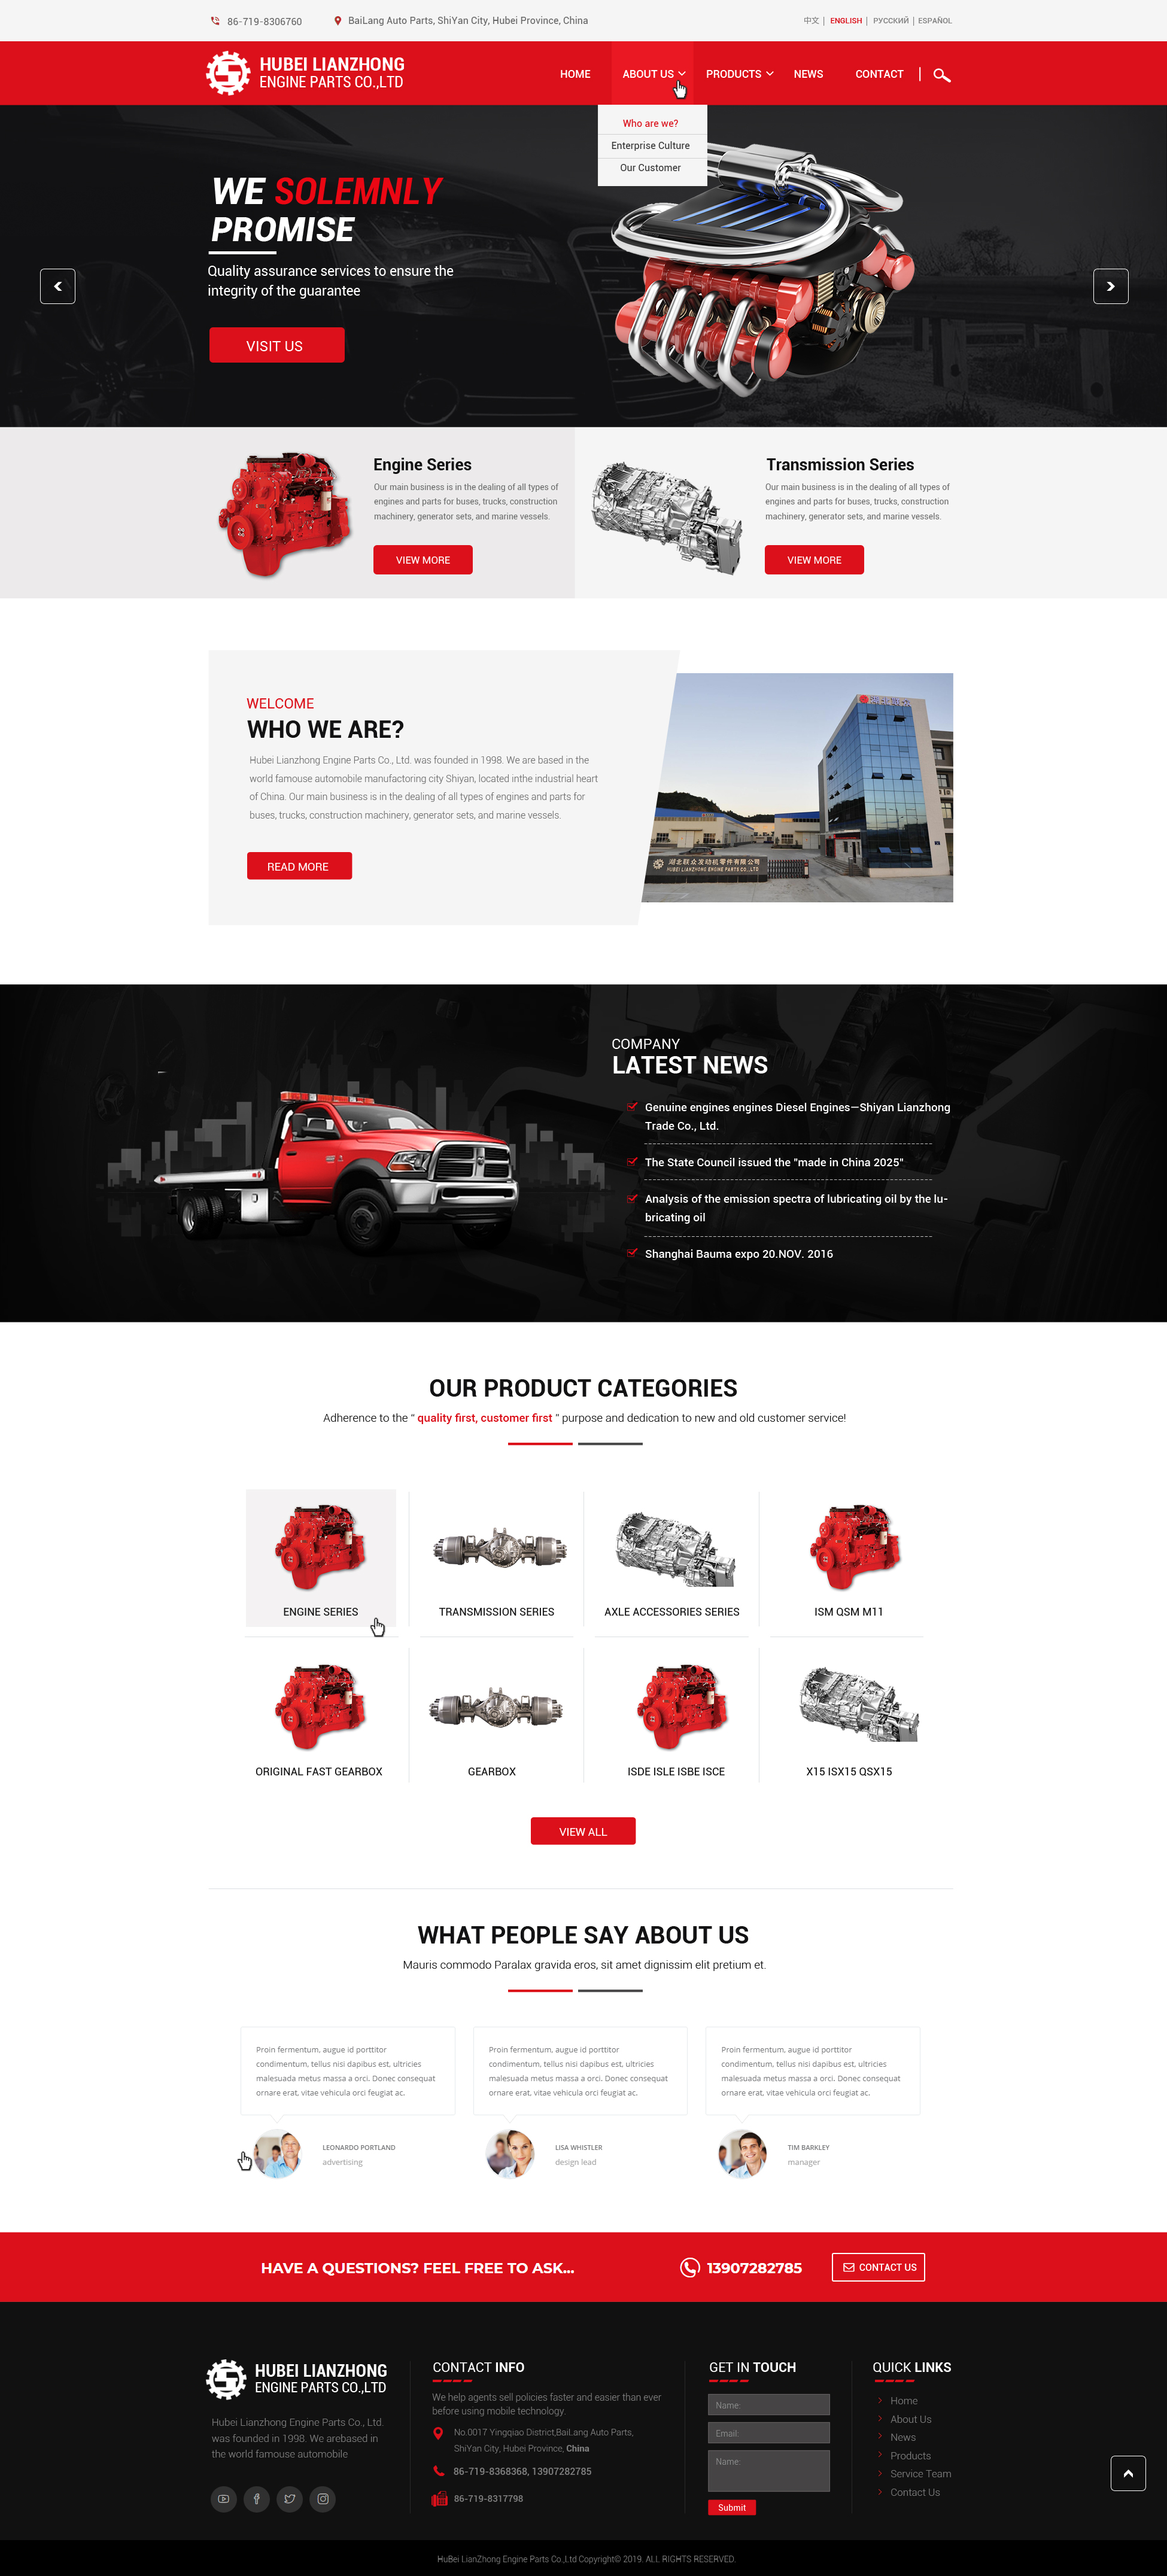 86-719-8306760
BaiLang Auto Parts, ShiYan City, Hubei Province, China
中文 | ENGLISH | РУССКИЙ | ESPAÑOL
HUBEI LIANZHONG
ENGINE PARTS CO.,LTD
HOME
ABOUT US
PRODUCTS
NEWS
CONTACT
Who are we?
Enterprise Culture
Our Customer
WE SOLEMNLY
PROMISE
Quality assurance services to ensure the
integrity of the guarantee
VISIT US
Engine Series
Our main business is in the dealing of all types of
engines and parts for buses, trucks, construction
machinery, generator sets, and marine vessels.
VIEW MORE
Transmission Series
Our main business is in the dealing of all types of
engines and parts for buses, trucks, construction
machinery, generator sets, and marine vessels.
VIEW MORE
WELCOME
WHO WE ARE?
Hubei Lianzhong Engine Parts Co., Ltd. was founded in 1998. We are based in the
world famouse automobile manufactoring city Shiyan, located inthe industrial heart
of China. Our main business is in the dealing of all types of engines and parts for
buses, trucks, construction machinery, generator sets, and marine vessels.
READ MORE
湖北联众发动机零件有限公司
HUBEI LIANZHONG ENGINE PARTS CO.,LTD
COMPANY
LATEST NEWS
Genuine engines engines Diesel Engines—Shiyan Lianzhong
Trade Co., Ltd.
The State Council issued the "made in China 2025"
Analysis of the emission spectra of lubricating oil by the lu-
bricating oil
Shanghai Bauma expo 20.NOV. 2016
OUR PRODUCT CATEGORIES
Adherence to the " quality first, customer first " purpose and dedication to new and old customer service!
ENGINE SERIES
TRANSMISSION SERIES
AXLE ACCESSORIES SERIES
ISM QSM M11
ORIGINAL FAST GEARBOX
GEARBOX
ISDE ISLE ISBE ISCE
X15 ISX15 QSX15
VIEW ALL
WHAT PEOPLE SAY ABOUT US
Mauris commodo Paralax gravida eros, sit amet dignissim elit pretium et.
Proin fermentum, augue id porttitor
condimentum, tellus nisi dapibus est, ultricies
malesuada metus massa a orci. Donec consequat
ornare erat, vitae vehicula orci feugiat ac.
LEONARDO PORTLAND
advertising
Proin fermentum, augue id porttitor
condimentum, tellus nisi dapibus est, ultricies
malesuada metus massa a orci. Donec consequat
ornare erat, vitae vehicula orci feugiat ac.
LISA WHISTLER
design lead
Proin fermentum, augue id porttitor
condimentum, tellus nisi dapibus est, ultricies
malesuada metus massa a orci. Donec consequat
ornare erat, vitae vehicula orci feugiat ac.
TIM BARKLEY
manager
HAVE A QUESTIONS? FEEL FREE TO ASK...
13907282785
CONTACT US
HUBEI LIANZHONG
ENGINE PARTS CO.,LTD
Hubei Lianzhong Engine Parts Co., Ltd.
was founded in 1998. We arebased in
the world famouse automobile
CONTACT INFO
We help agents sell policies faster and easier than ever
before using mobile technology.
No.0017 Yingqiao District,BaiLang Auto Parts,
ShiYan City, Hubei Province, China
86-719-8368368, 13907282785
86-719-8317798
GET IN TOUCH
Name:
Email:
Name:
Submit
QUICK LINKS
Home
About Us
News
Products
Service Team
Contact Us
HuBei LianZhong Engine Parts Co.,Ltd Copyright© 2019. ALL RIGHTS RESERVED.